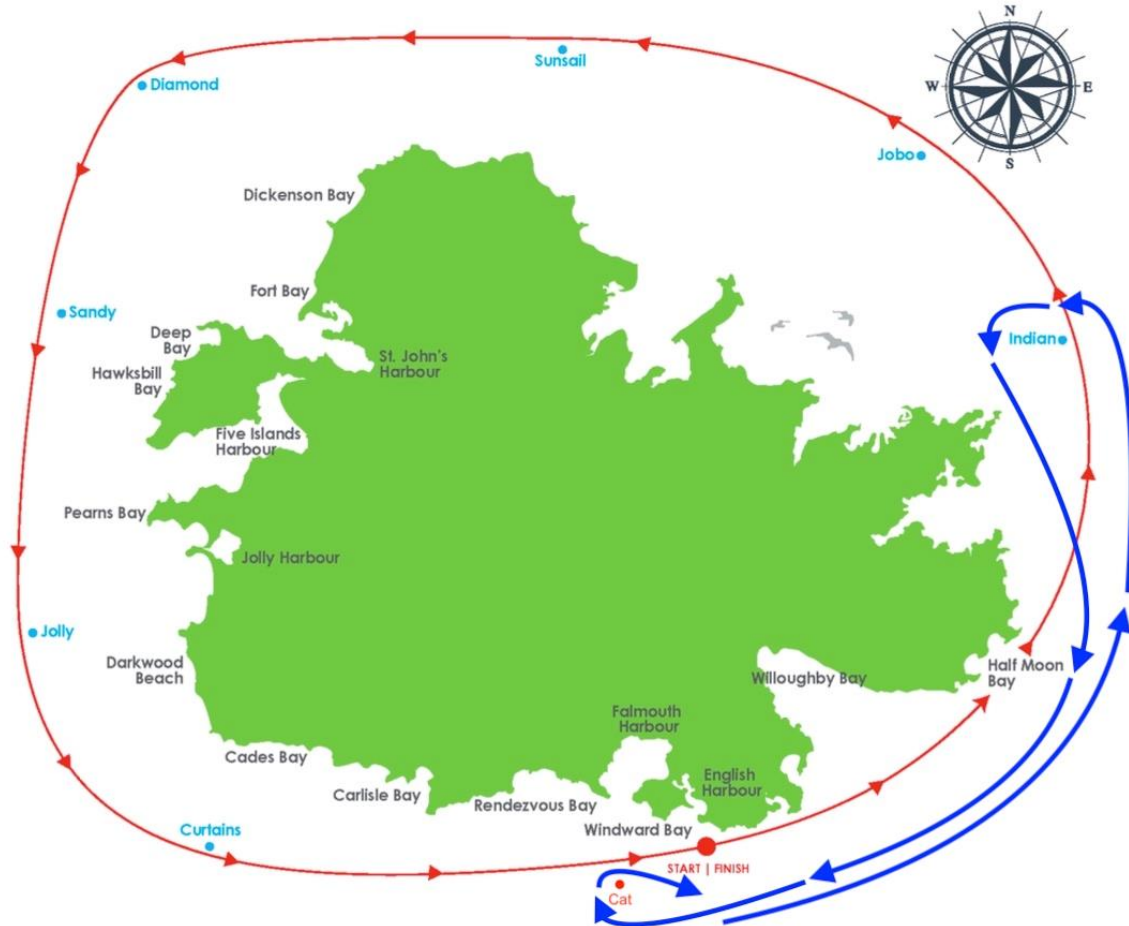 N
Sunsail
Diamond
W
E
Jobo
S
Dickenson Bay
Fort Bay
Sandy
Deep
Bay
Indian
St. John's
Harbour
Hawksbill
Bay
Five Islands
Harbour
Pearns Bay
Jolly Harbour
Jolly
Darkwood
Beach
Half Moon
Bay
Willoughby Bay
Falmouth
Harbour
Cades Bay
English
Harbour
Carlisle Bay
Rendezvous Bay
Curtains
Windward Bay
START | FINISH
Cat